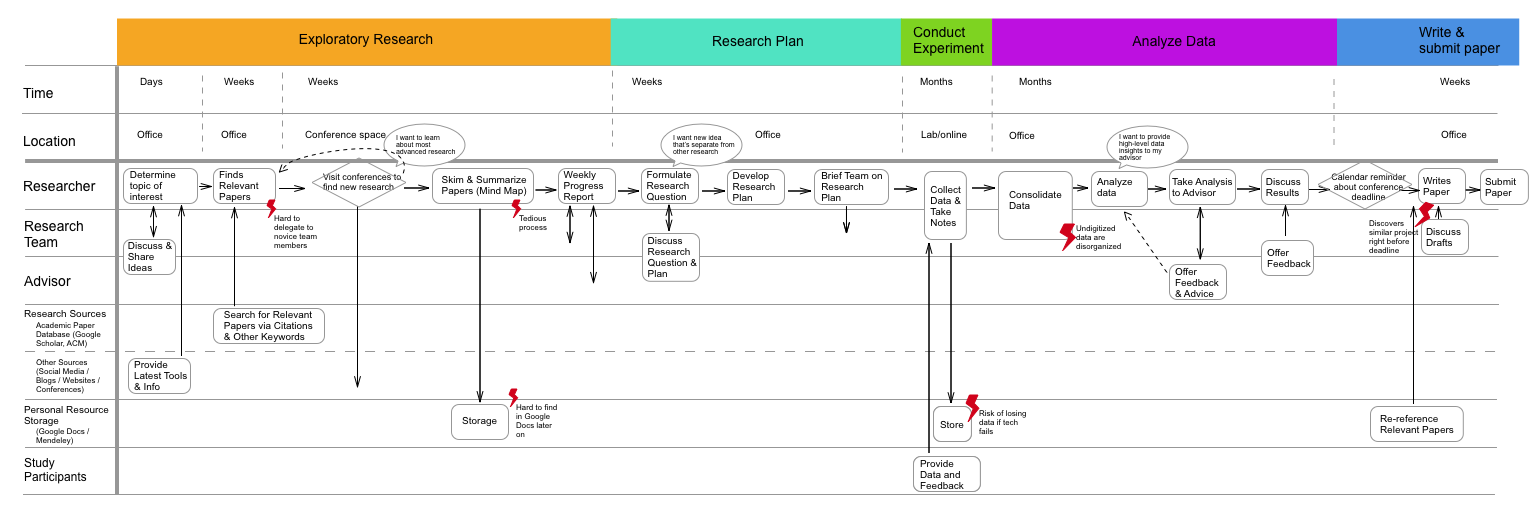 Exploratory Research
Research Plan
Conduct
Experiment
Analyze Data
Write &
submit paper
Time
Days
Weeks
Weeks
Weeks
Months
Months
Weeks
Location
Office
Office
Conference space
I want to learn
about most
advanced research
I want new idea
that's separate from
other research
Office
Lab/online
Office
I want to provide
high-level data
insights to my
advisor
Office
Researcher
Determine
topic of
interest
Finds
Relevant
Papers
Visit conferences to
find new research
Skim & Summarize
Papers (Mind Map)
Weekly
Progress
Report
Formulate
Research
Question
Develop
Research
Plan
Brief Team on
Research
Plan
Collect
Data &
Take
Notes
Consolidate
Data
Analyze
data
Take Analysis
to Advisor
Discuss
Results
Calendar reminder
about conference
deadline
Writes
Paper
Submit
Paper
Research
Team
Discuss &
Share
Ideas
Hard to
delegate to
novice team
members
Tedious
process
Discuss
Research
Question &
Plan
Undigitized
data are
disorganized
Offer
Feedback
Discovers
similar project
right before
deadline
Discuss
Drafts
Advisor
Offer
Feedback
& Advice
Research Sources
Academic Paper
Database (Google
Scholar, ACM)
Search for Relevant
Papers via Citations
& Other Keywords
Other Sources
(Social Media /
Blogs / Websites /
Conferences)
Provide
Latest Tools
& Info
Personal Resource
Storage
(Google Docs /
Mendeley)
Storage
Hard to find
in Google
Docs later
on
Store
Risk of losing
data if tech
fails
Re-reference
Relevant Papers
Study
Participants
Provide
Data and
Feedback